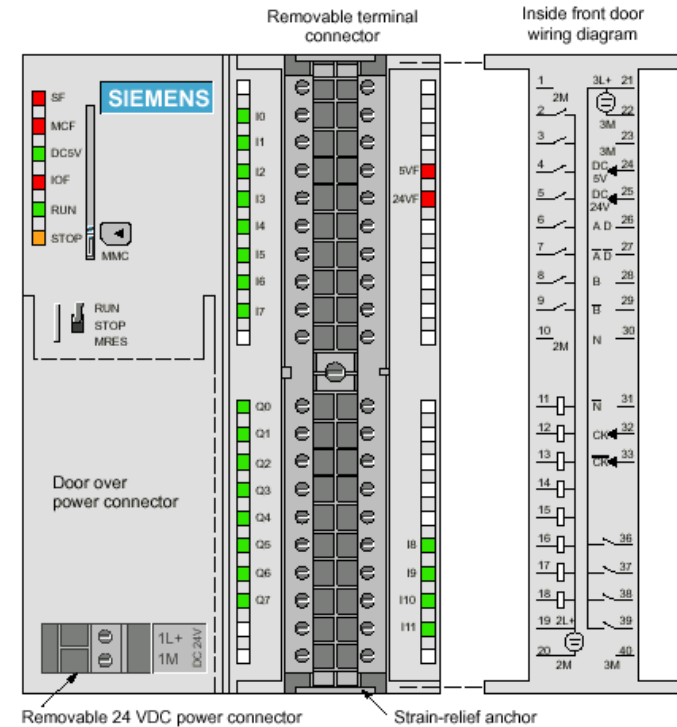 Removable terminal
connector
Inside front door
wiring diagram
SIEMENS
SF
MCF
DC5V
IOF
RUN
STOP
MMC
RUN
STOP
MRES
Door over
power connector
1L+
1M
DC 24V
I0
I1
I2
I3
I4
I5
I6
I7
Q0
Q1
Q2
Q3
Q4
Q5
Q6
Q7
5VF
24VF
I8
I9
I10
I11
1
2M
2
3
4
5
6
7
8
9
10
2M
11
12
13
14
15
16
17
18
19 2L+
20
2M
3L+ 21
22
3M
23
3M
DC 24
5V
DC 25
24V
A D 26
A̅ D̅ 27
B 28
B̅ 29
N 30
N̅ 31
CK 32
C̅K̅ 33
36
37
38
39
40
3M
Removable 24 VDC power connector
Strain-relief anchor